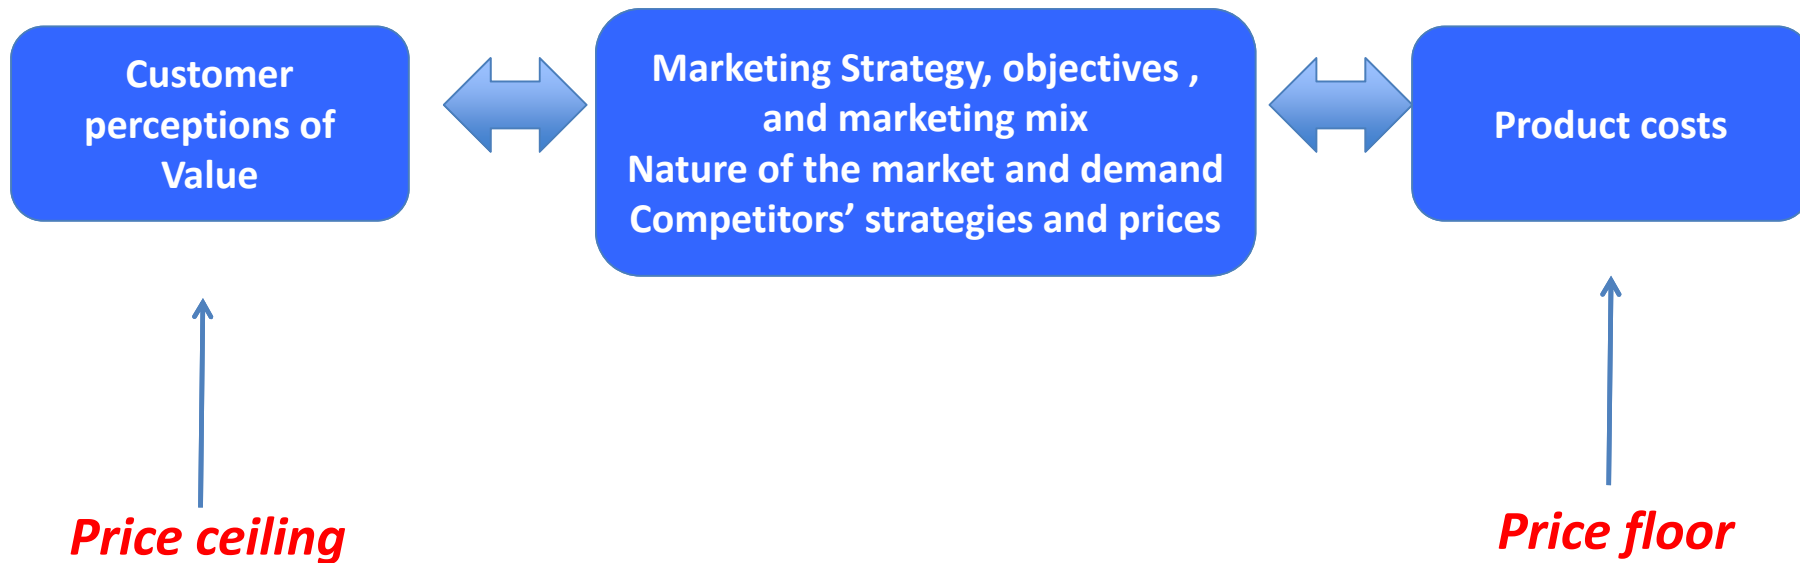 Customer
perceptions of
Value
Marketing Strategy, objectives ,
and marketing mix
Nature of the market and demand
Competitors’ strategies and prices
Product costs
Price ceiling
Price floor